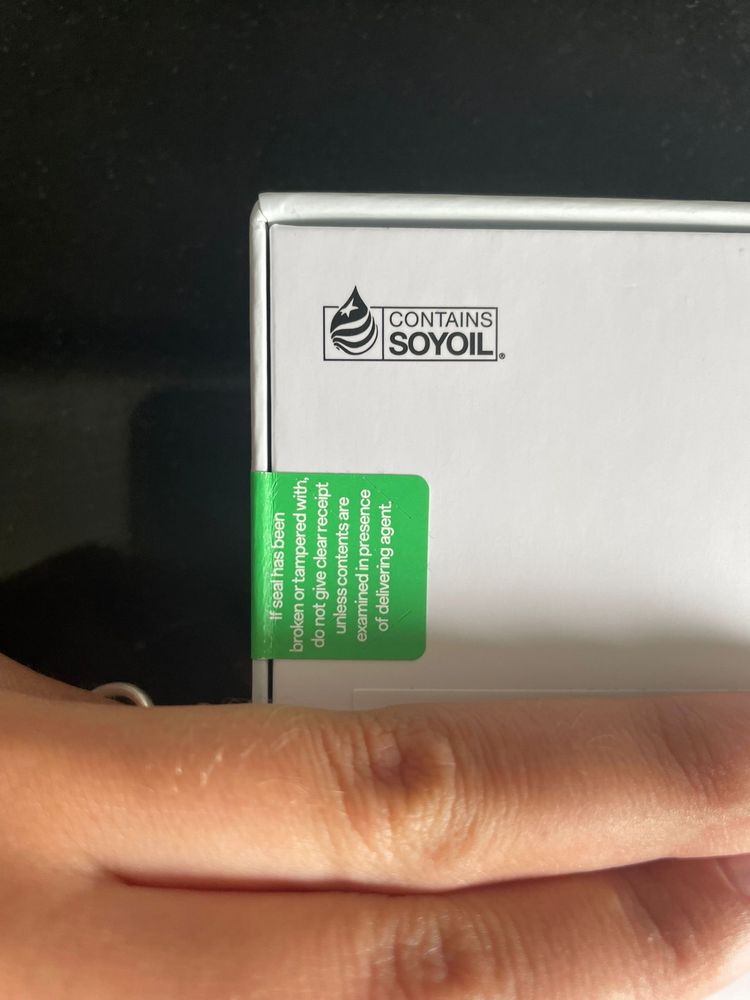 CONTAINS
SOYOIL®
If seal has been
broken or tampered with,
do not give clear receipt
unless contents are
examined in presence
of delivering agent.